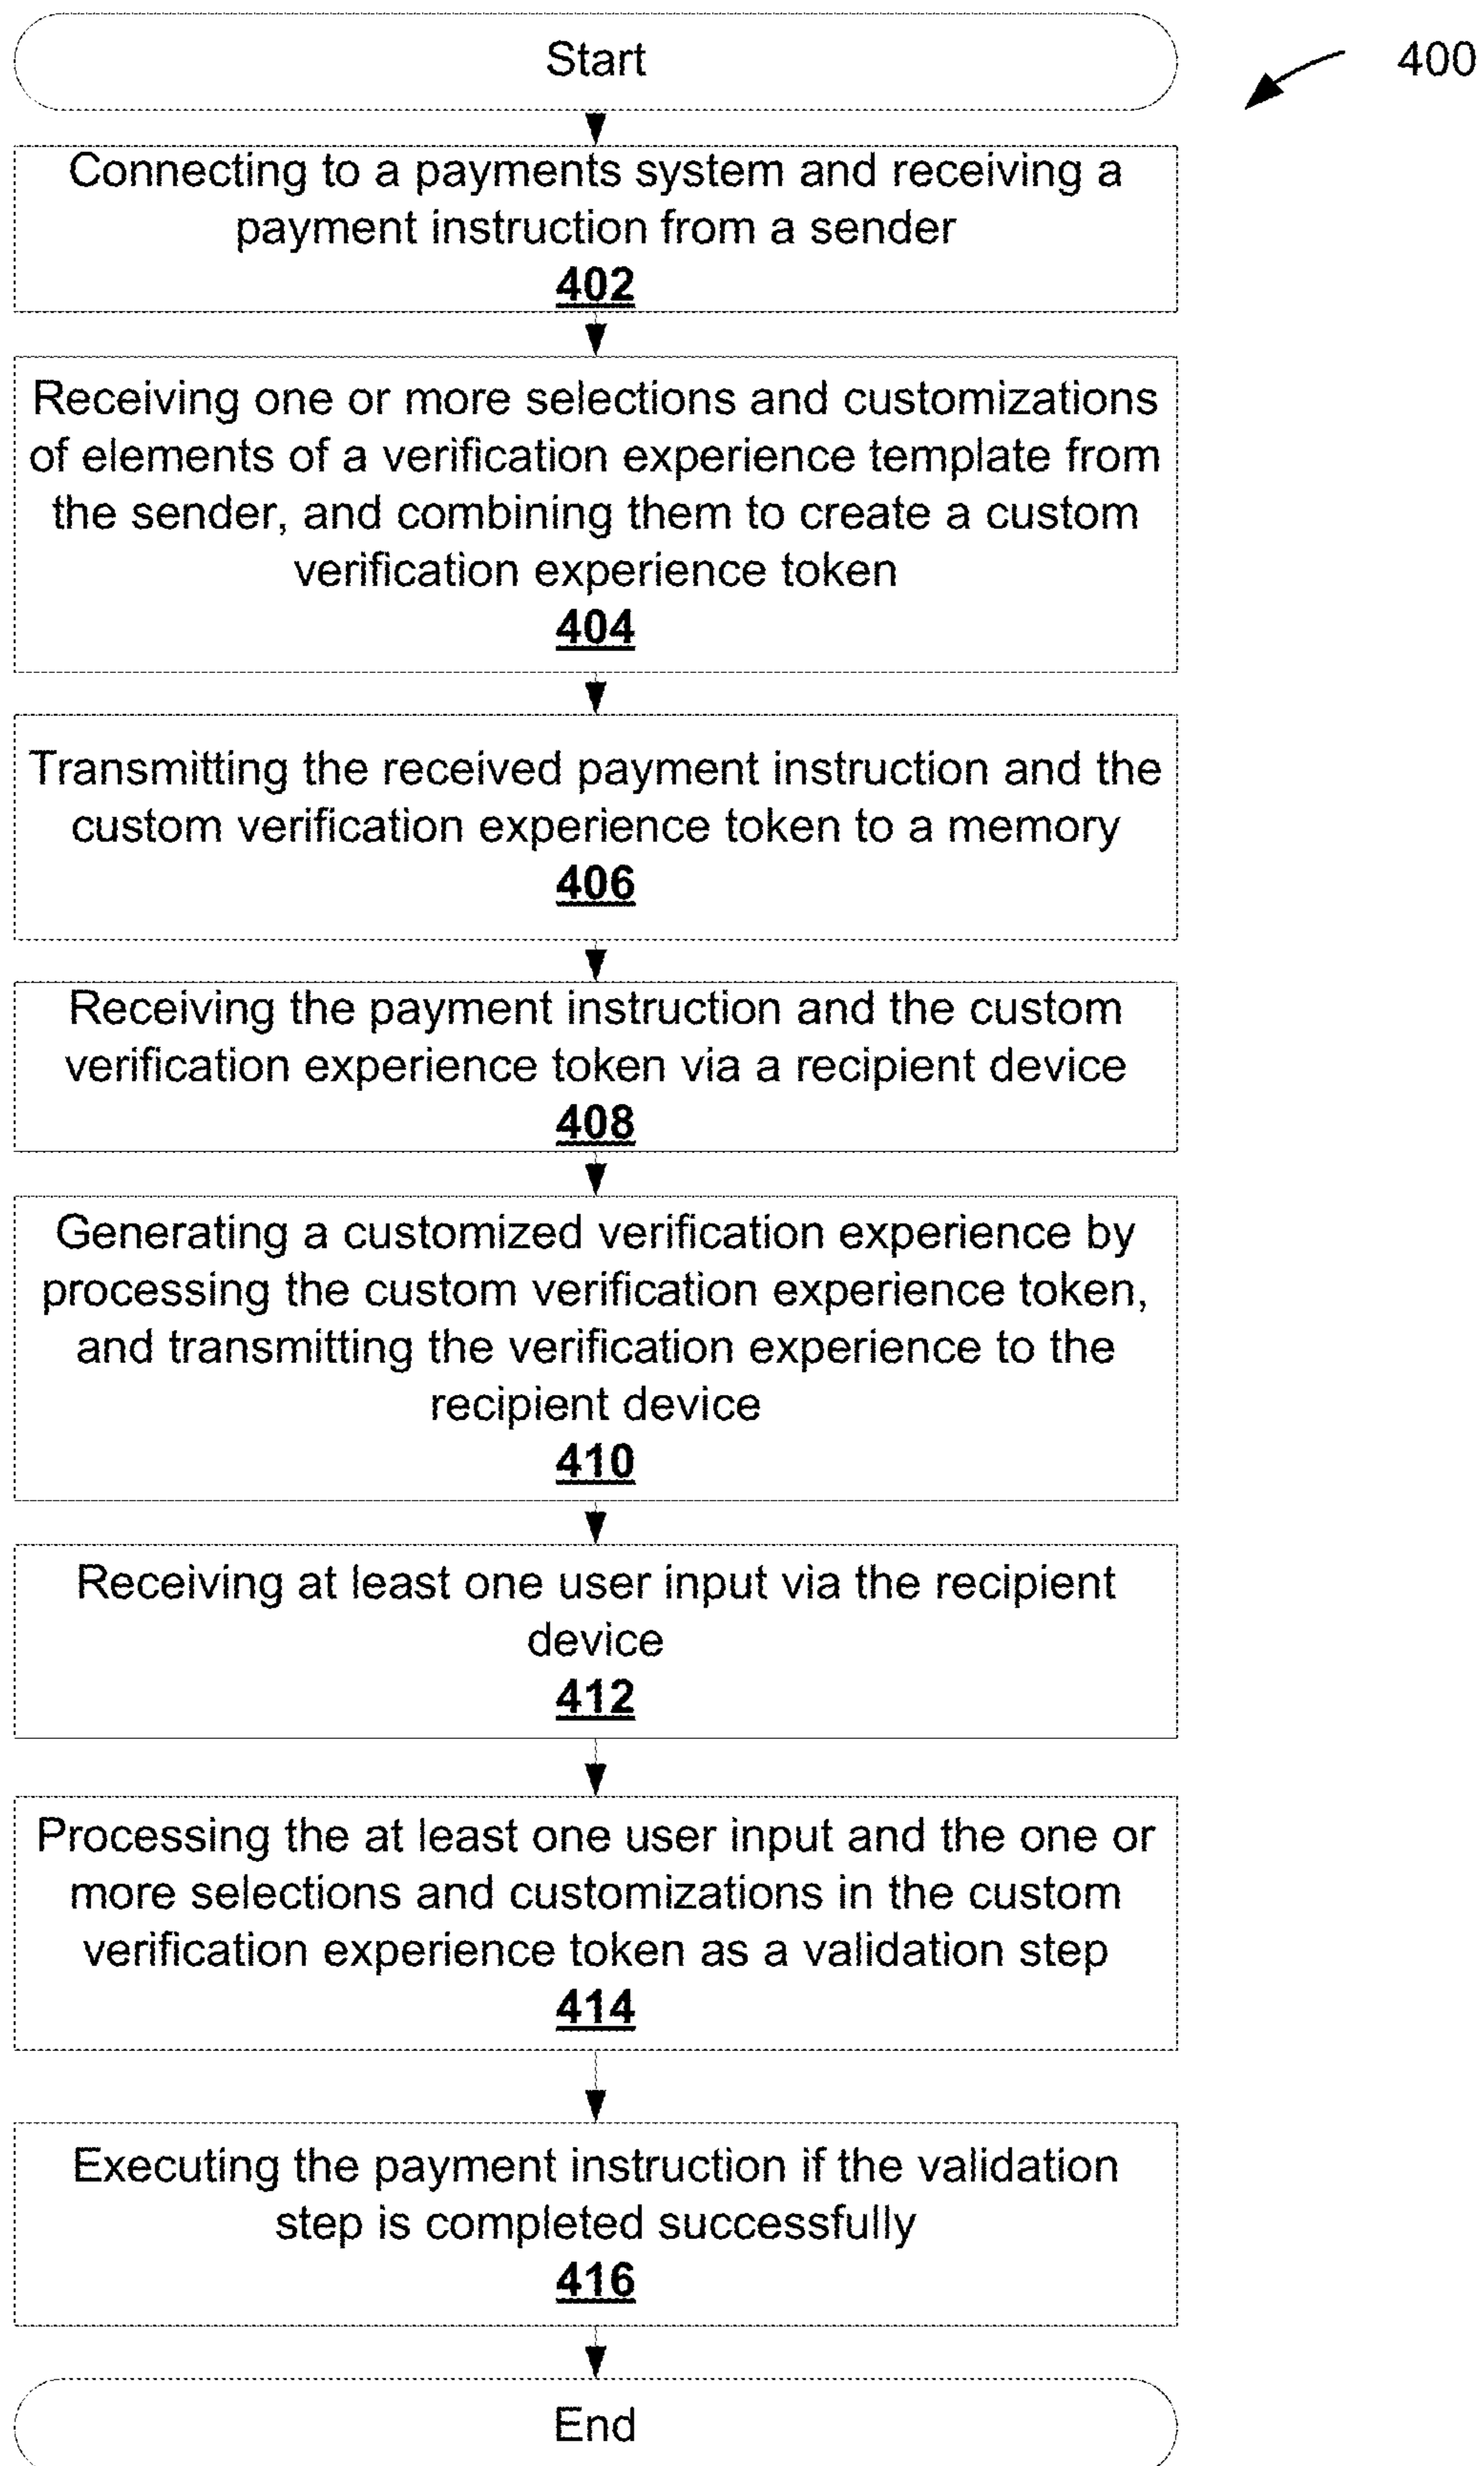 Start
400
Connecting to a payments system and receiving a
payment instruction from a sender
402
Receiving one or more selections and customizations
of elements of a verification experience template from
the sender, and combining them to create a custom
verification experience token
404
Transmitting the received payment instruction and the
custom verification experience token to a memory
406
Receiving the payment instruction and the custom
verification experience token via a recipient device
408
Generating a customized verification experience by
processing the custom verification experience token,
and transmitting the verification experience to the
recipient device
410
Receiving at least one user input via the recipient
device
412
Processing the at least one user input and the one or
more selections and customizations in the custom
verification experience token as a validation step
414
Executing the payment instruction if the validation
step is completed successfully
416
End